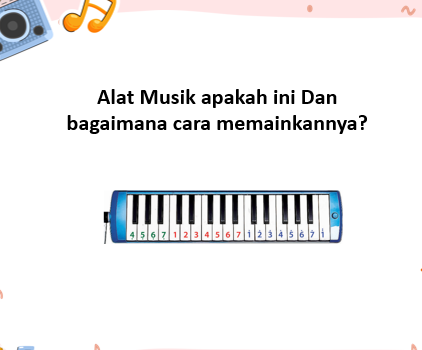 Alat Musik apakah ini Dan
bagaimana cara memainkannya?
4 5 6 7 1 2 3 4 5 6 7 1 2 3 4 5 6 7 1